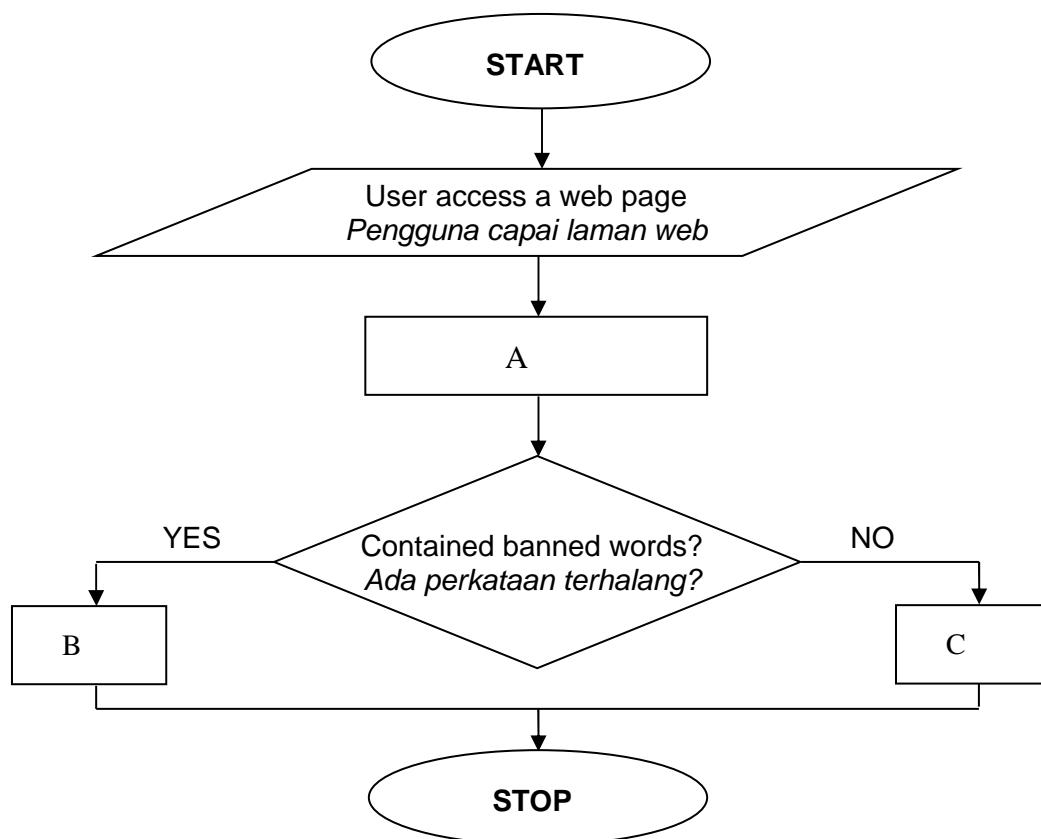 START
User access a web page
Pengguna capai laman web
A
YES
NO
Contained banned words?
Ada perkataan terhalang?
B
C
STOP